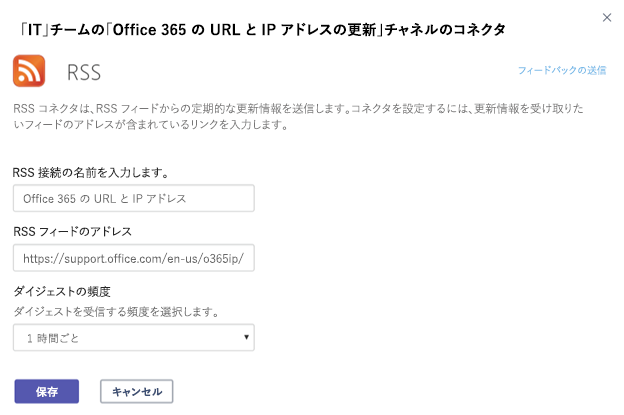 「IT」チームの「Office 365 の URL と IP アドレスの更新」チャネルのコネクタ
RSS
フィードバックの送信
RSS コネクタは、RSS フィードからの定期的な更新情報を送信します。コネクタを設定するには、更新情報を受け取りた
いフィードのアドレスが含まれているリンクを入力します。
RSS 接続の名前を入力します。
Office 365 の URL と IP アドレス
RSS フィードのアドレス
https://support.office.com/en-us/o365ip/
ダイジェストの頻度
ダイジェストを受信する頻度を選択します。
1 時間ごと
保存
キャンセル